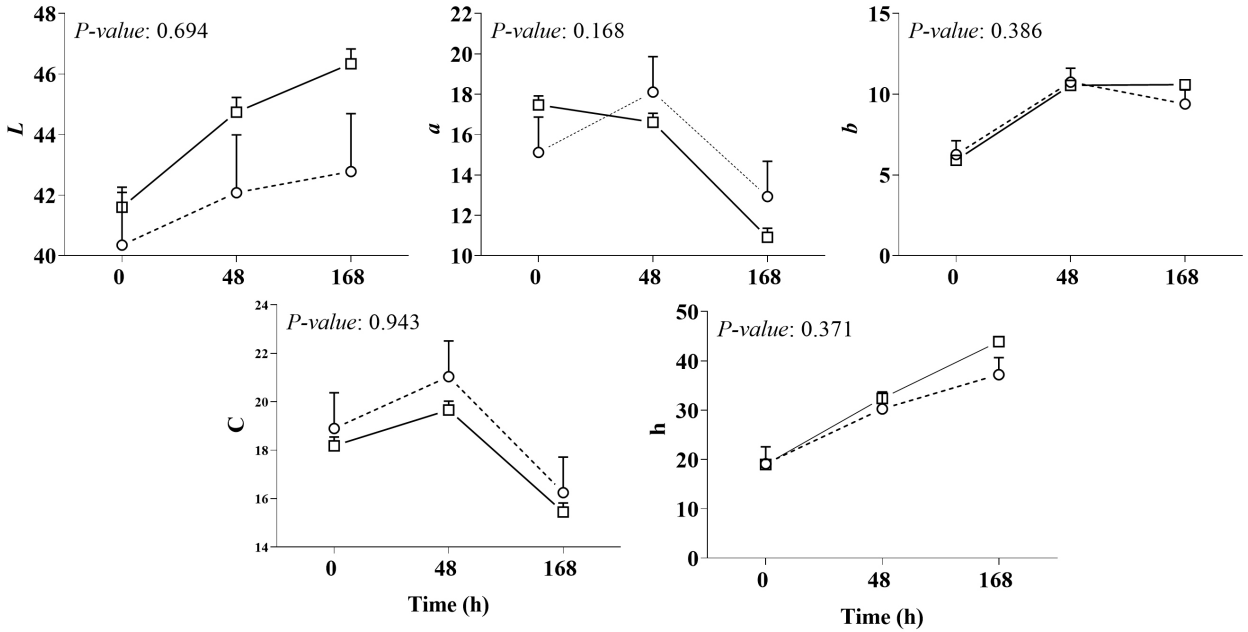 P-value: 0.694
L
48
46
44
42
40
0 48 168
P-value: 0.168
a
22
20
18
16
14
12
10
0 48 168
P-value: 0.386
b
15
10
5
0
0 48 168
P-value: 0.943
C
24
22
20
18
16
14
0 48 168
Time (h)
P-value: 0.371
h
50
40
30
20
10
0
0 48 168
Time (h)